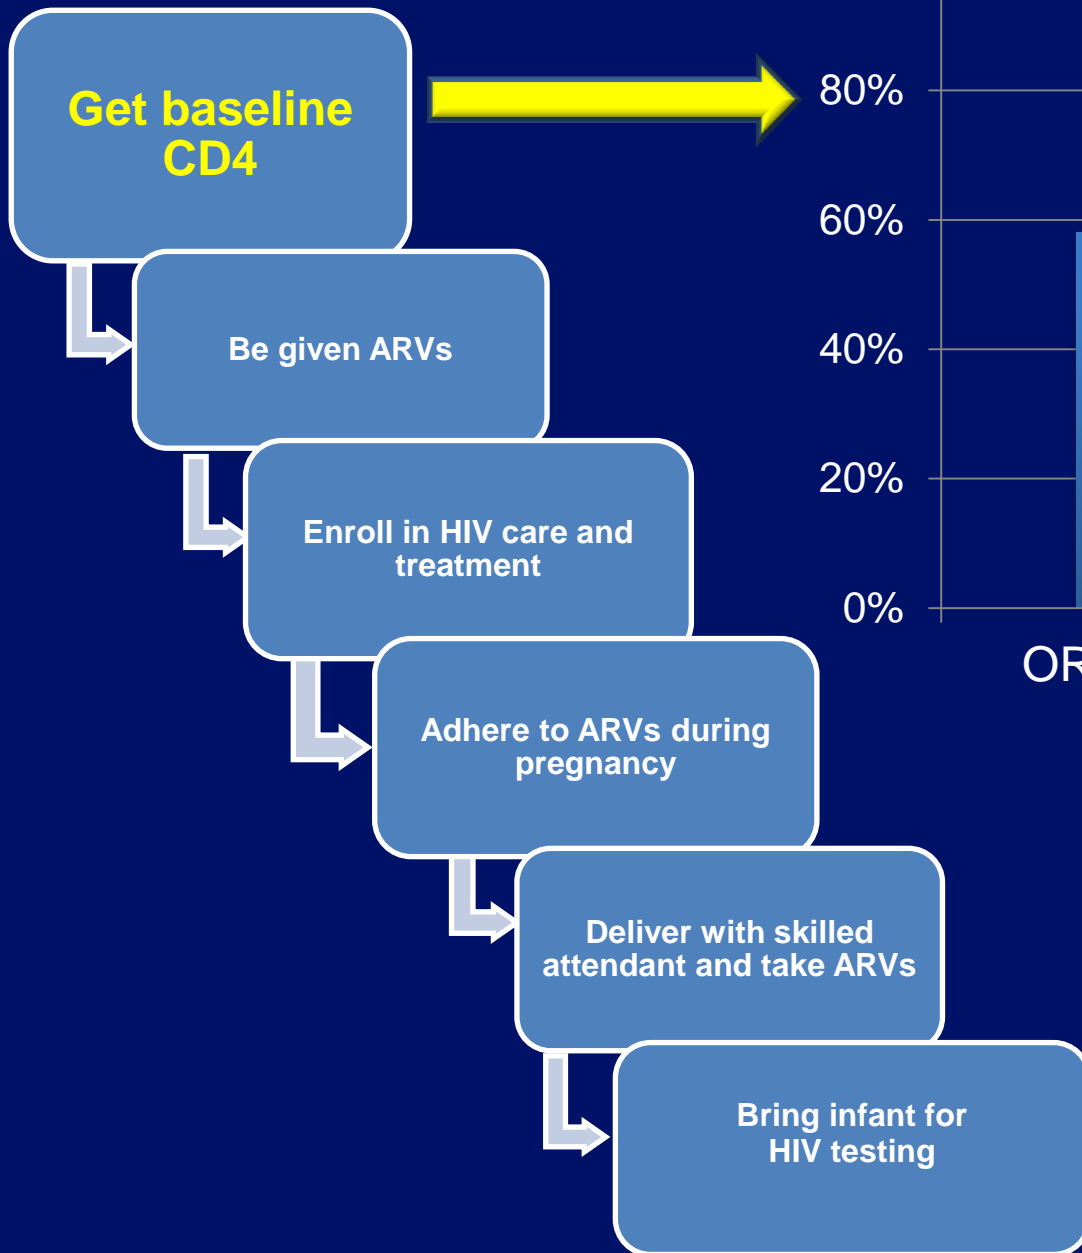 Get baseline
CD4
Be given ARVs
Enroll in HIV care and
treatment
Adhere to ARVs during
pregnancy
Deliver with skilled
attendant and take ARVs
Bring infant for
HIV testing
80%
60%
40%
20%
0%